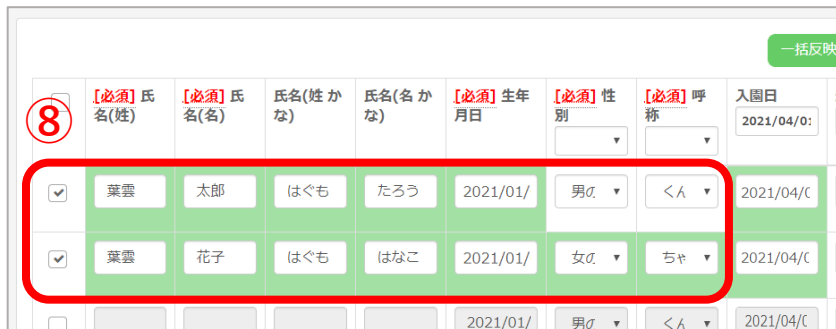 一括反映
⑧
[必須] 氏名(姓)
[必須] 氏名(名)
氏名(姓 かな)
氏名(名 かな)
[必須] 生年月日
[必須] 性別
[必須] 呼称
入園日
2021/04/01
葉雲 太郎 はぐも たろう 2021/01/ 男の くん 2021/04/0
葉雲 花子 はぐも はなこ 2021/01/ 女の ちゃ 2021/04/0
2021/01/ 男の くん 2021/04/0